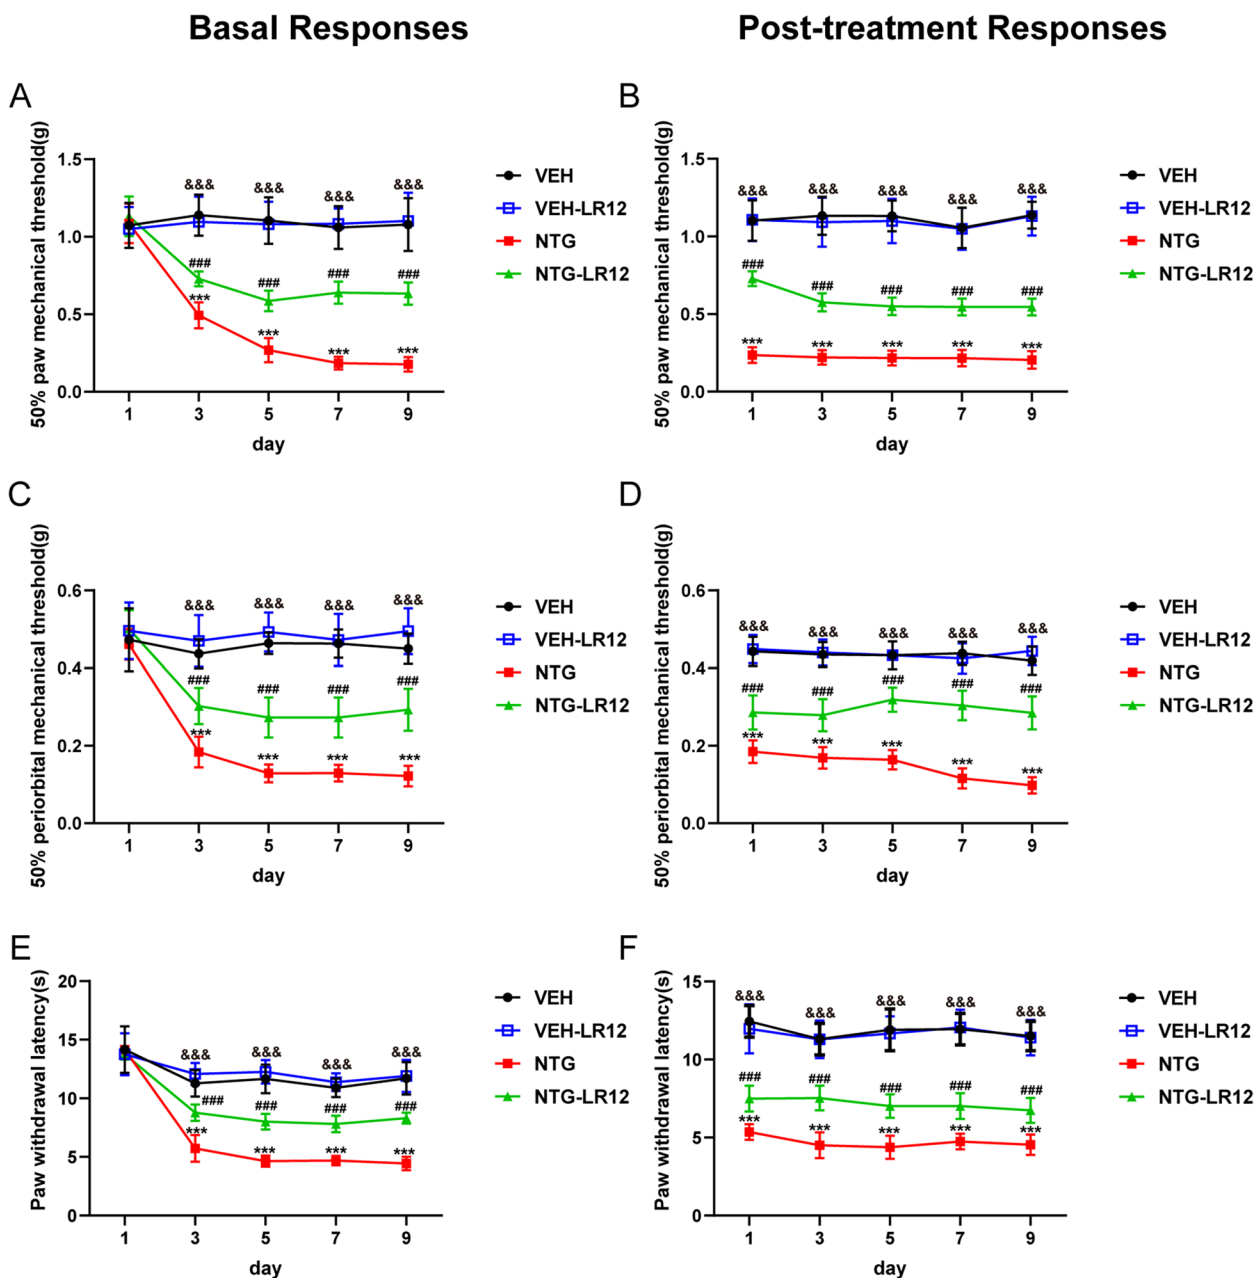 Basal Responses
Post-treatment Responses
A
50% paw mechanical threshold(g)
1.5
1.0
0.5
0.0
&&& &&& &&& &&&
### ### ### ###
*** *** *** ***
1 3 5 7 9
day
VEH
VEH-LR12
NTG
NTG-LR12
B
50% paw mechanical threshold(g)
1.5
1.0
0.5
0.0
&&& &&& &&& &&& &&&
### ### ### ### ###
*** *** *** *** ***
1 3 5 7 9
day
VEH
VEH-LR12
NTG
NTG-LR12
C
50% periorbital mechanical threshold(g)
0.6
0.4
0.2
0.0
&&& &&& &&& &&&
### ### ### ###
*** *** *** ***
1 3 5 7 9
day
VEH
VEH-LR12
NTG
NTG-LR12
D
50% periorbital mechanical threshold(g)
0.6
0.4
0.2
0.0
&&& &&& &&& &&& &&&
### ### ### ### ###
*** *** *** *** ***
1 3 5 7 9
day
VEH
VEH-LR12
NTG
NTG-LR12
E
Paw withdrawal latency(s)
20
15
10
5
0
&&& &&& &&& &&&
### ### ### ###
*** *** *** ***
1 3 5 7 9
day
VEH
VEH-LR12
NTG
NTG-LR12
F
Paw withdrawal latency(s)
15
10
5
0
&&& &&& &&& &&& &&&
### ### ### ### ###
*** *** *** *** ***
1 3 5 7 9
day
VEH
VEH-LR12
NTG
NTG-LR12